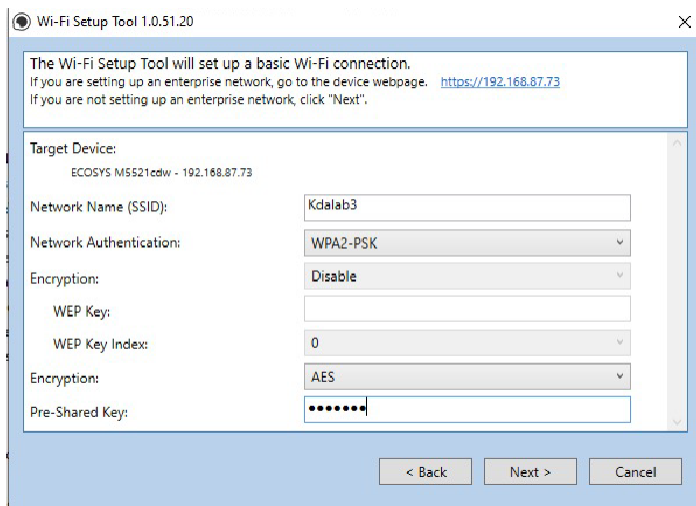 Wi-Fi Setup Tool 1.0.51.20
The Wi-Fi Setup Tool will set up a basic Wi-Fi connection.
If you are setting up an enterprise network, go to the device webpage. https://192.168.87.73
If you are not setting up an enterprise network, click "Next".
Target Device:
ECOSYS M5521cdw - 192.168.87.73
Network Name (SSID): Kdalab3
Network Authentication: WPA2-PSK
Encryption: Disable
WEP Key:
WEP Key Index: 0
Encryption: AES
Pre-Shared Key: •••••••
< Back Next > Cancel